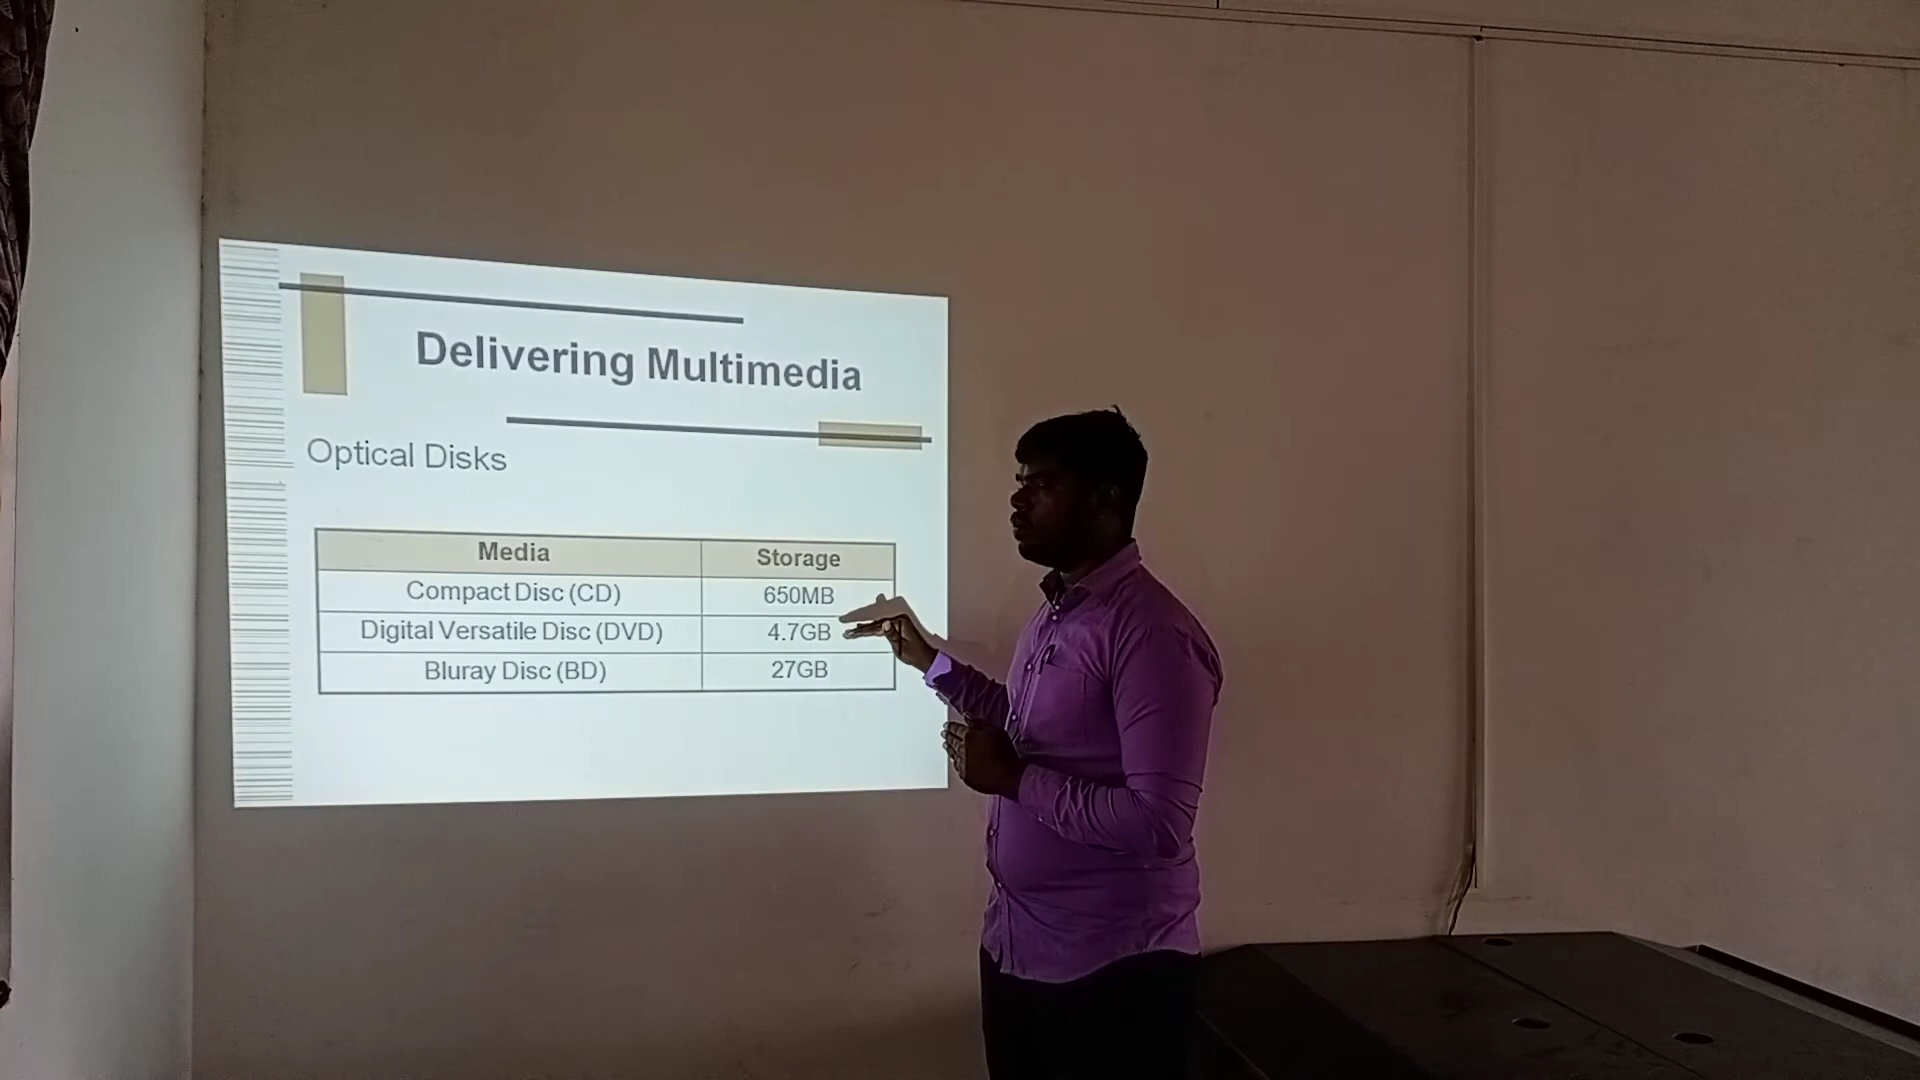 Delivering Multimedia
Optical Disks
Media Storage
Compact Disc (CD) 650MB
Digital Versatile Disc (DVD) 4.7GB
Bluray Disc (BD) 27GB